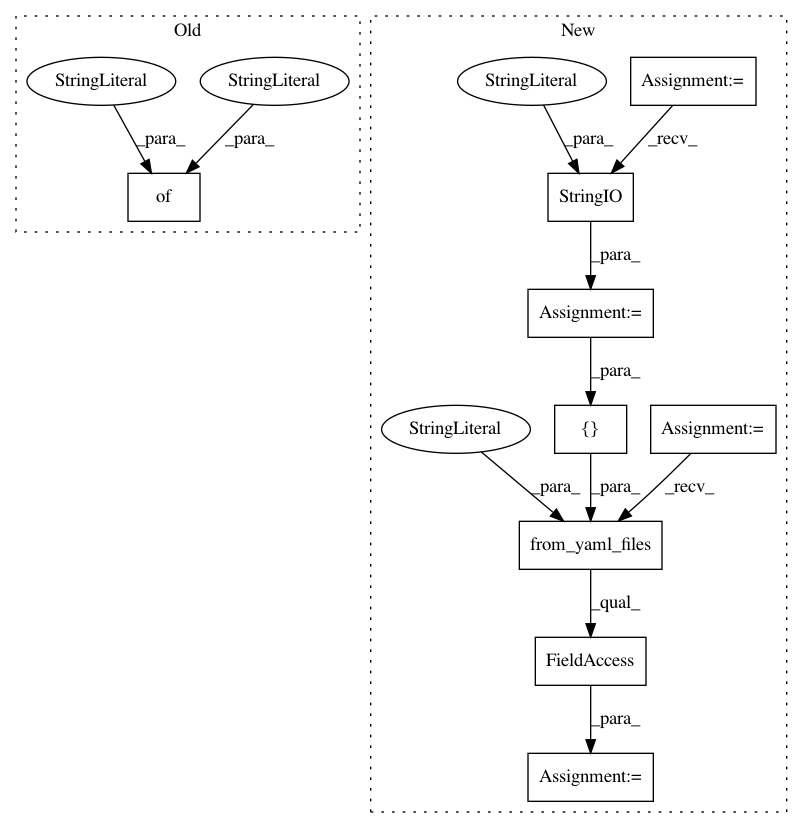 Old
New
StringLiteral
StringLiteral
StringLiteral
Assignment:=
_para_
_para_
_para_
_recv_
of
StringIO
_para_
Assignment:=
_para_
StringLiteral
{}
Assignment:=
_para_
_para_
_recv_
from_yaml_files
_qual_
FieldAccess
_para_
Assignment:=